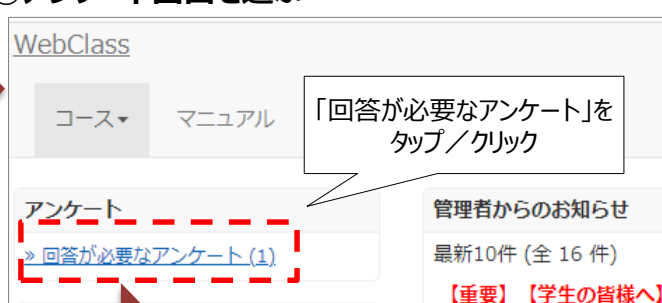 WebClass
コース▾
マニュアル
「回答が必要なアンケート」を
タップ／クリック
アンケート
» 回答が必要なアンケート (1)
管理者からのお知らせ
最新10件 (全 16 件)
【重要】【学生の皆様へ】